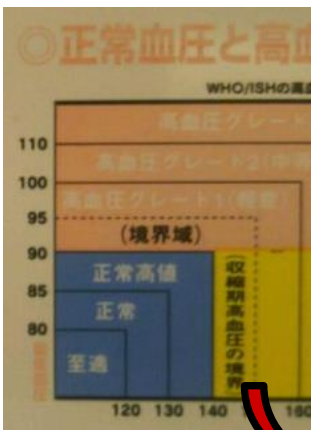 ◎正常血圧と高血
WHO/ISHの高血
高血圧グレード
110
高血圧グレード2(中等
100
高血圧グレード1(軽症)
95
(境界域)
90
正常高値
85
正常
80
至適
(収縮期高血圧の境界
120 130 140 160